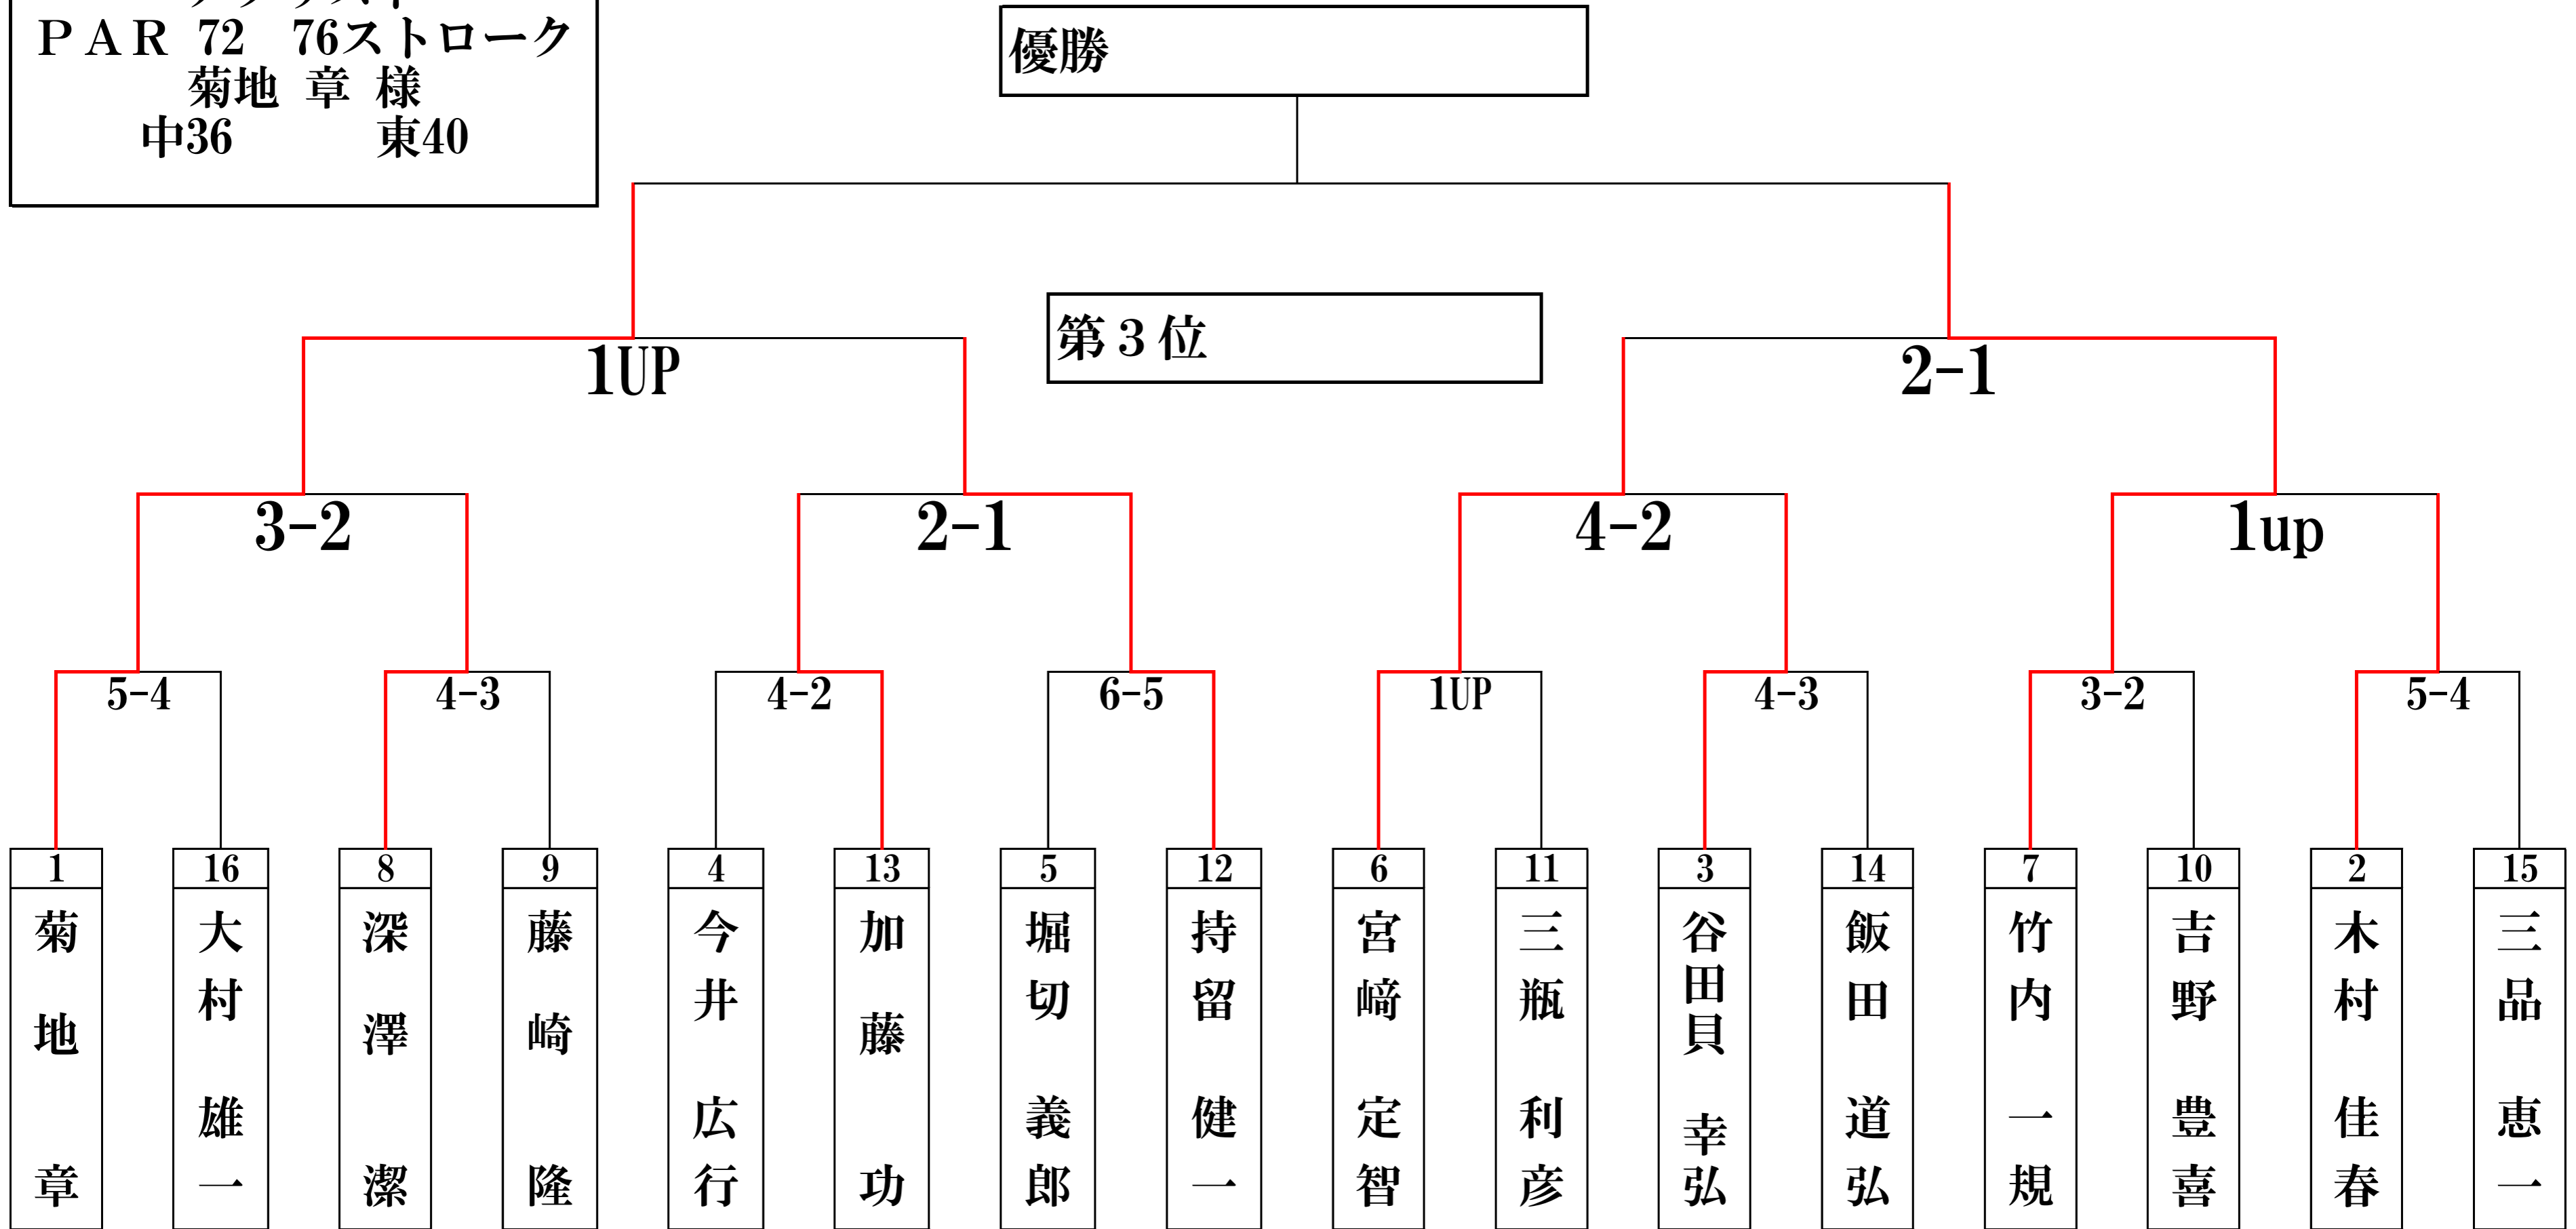 ＰＡＲ 72　76ストローク
菊地 章 様
中36　東40
優勝
第３位
1UP
2-1
3-2
2-1
4-2
1up
5-4
4-3
4-2
6-5
1UP
4-3
3-2
5-4
1
菊地 章
16
大村 雄一
8
深澤 潔
9
藤崎 隆
4
今井 広行
13
加藤 功
5
堀切 義郎
12
持留 健一
6
宮﨑 定智
11
三瓶 利彦
3
谷田貝 幸弘
14
飯田 道弘
7
竹内 一規
10
吉野 豊喜
2
木村 佳春
15
三品 恵一